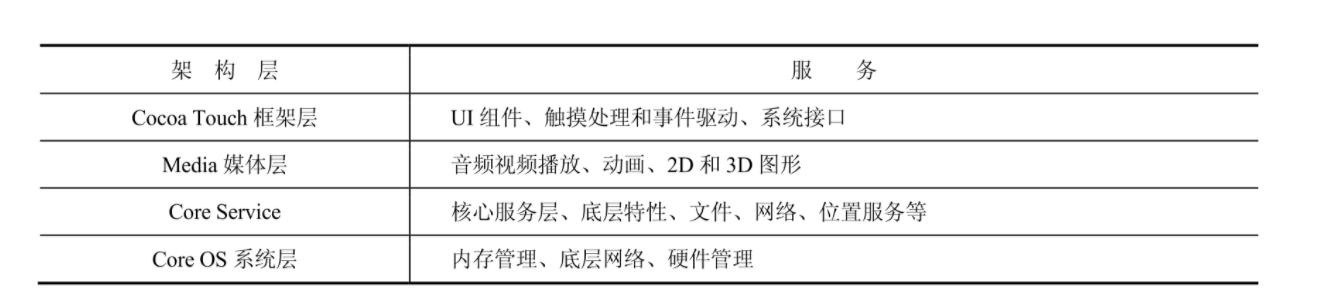 架 构 层 服 务
Cocoa Touch 框架层 UI 组件、触摸处理和事件驱动、系统接口
Media 媒体层 音频视频播放、动画、2D 和 3D 图形
Core Service 核心服务层、底层特性、文件、网络、位置服务等
Core OS 系统层 内存管理、底层网络、硬件管理